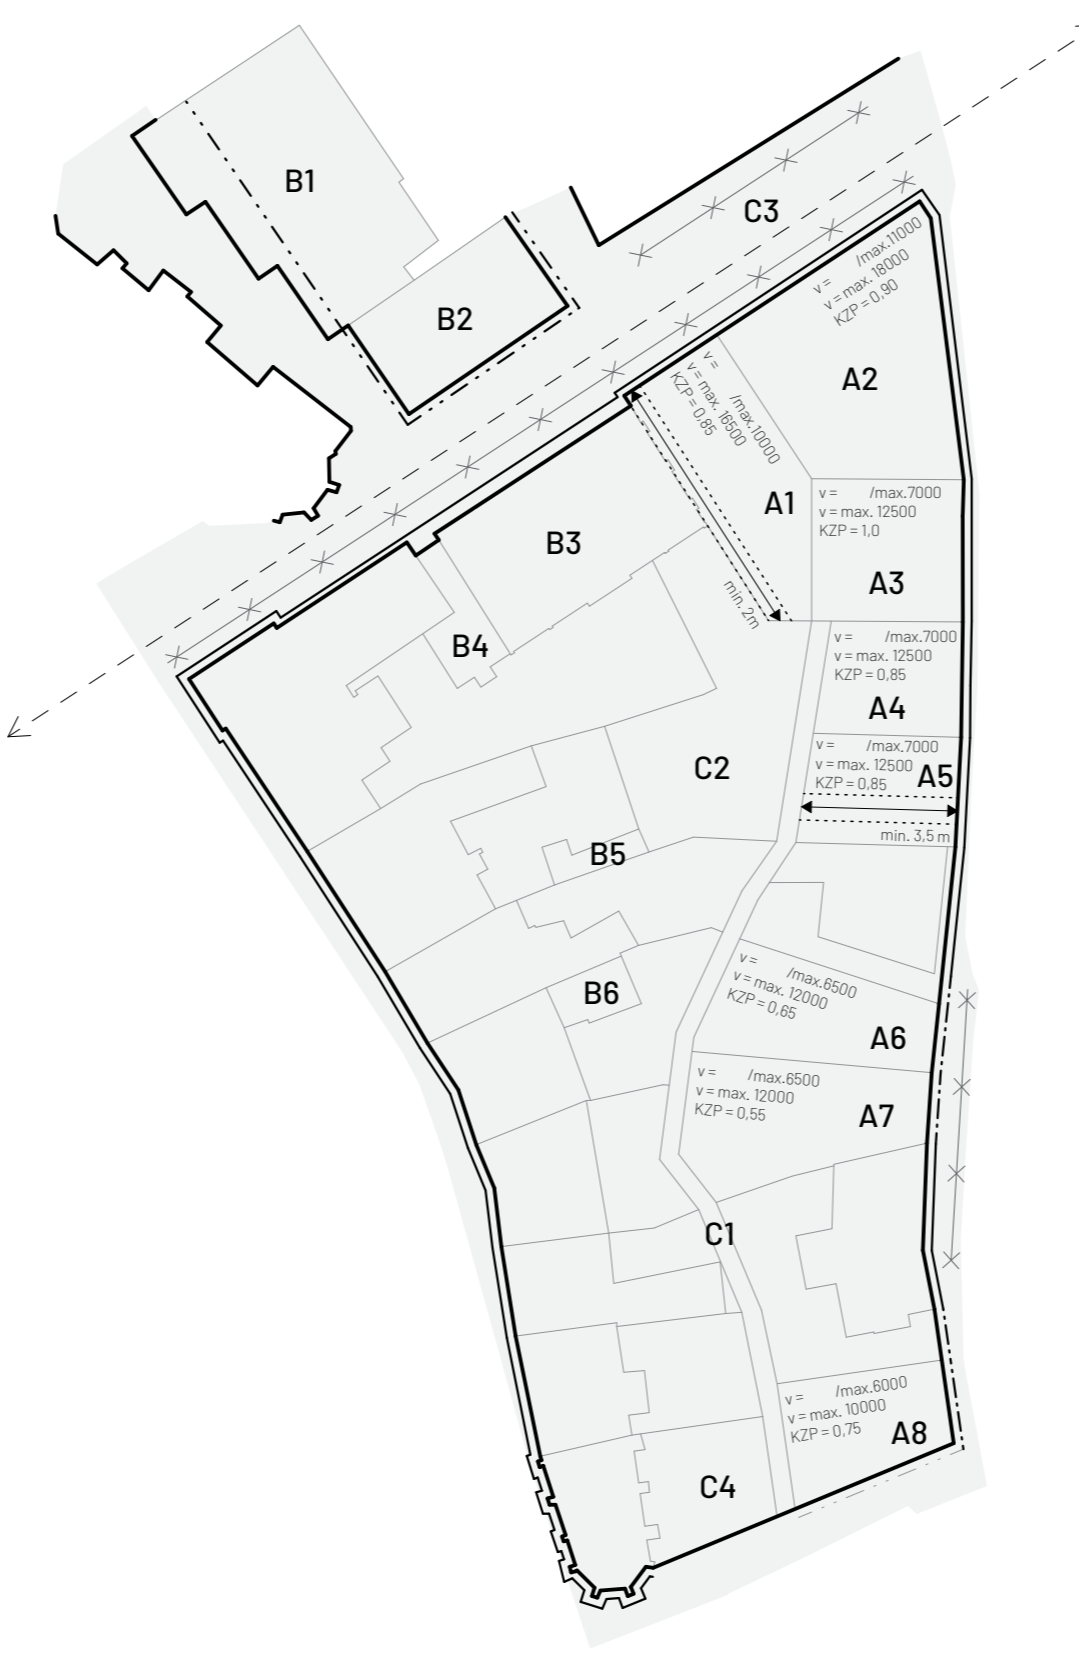 B1
C3
v = /max.11000
v = max. 18000
KZP = 0,90
B2
A2
v = /max.10000
v = max. 16500
KZP = 0,85
A1
v = /max.7000
v = max. 12500
KZP = 1,0
B3
A3
min. 2m
B4
v = /max.7000
v = max. 12500
KZP = 0,85
A4
v = /max.7000
v = max. 12500
KZP = 0,85
A5
C2
min. 3,5 m
B5
v = /max.6500
v = max. 12000
KZP = 0,65
B6
A6
v = /max.6500
v = max. 12000
KZP = 0,55
A7
C1
v = /max.6000
v = max. 10000
KZP = 0,75
A8
C4